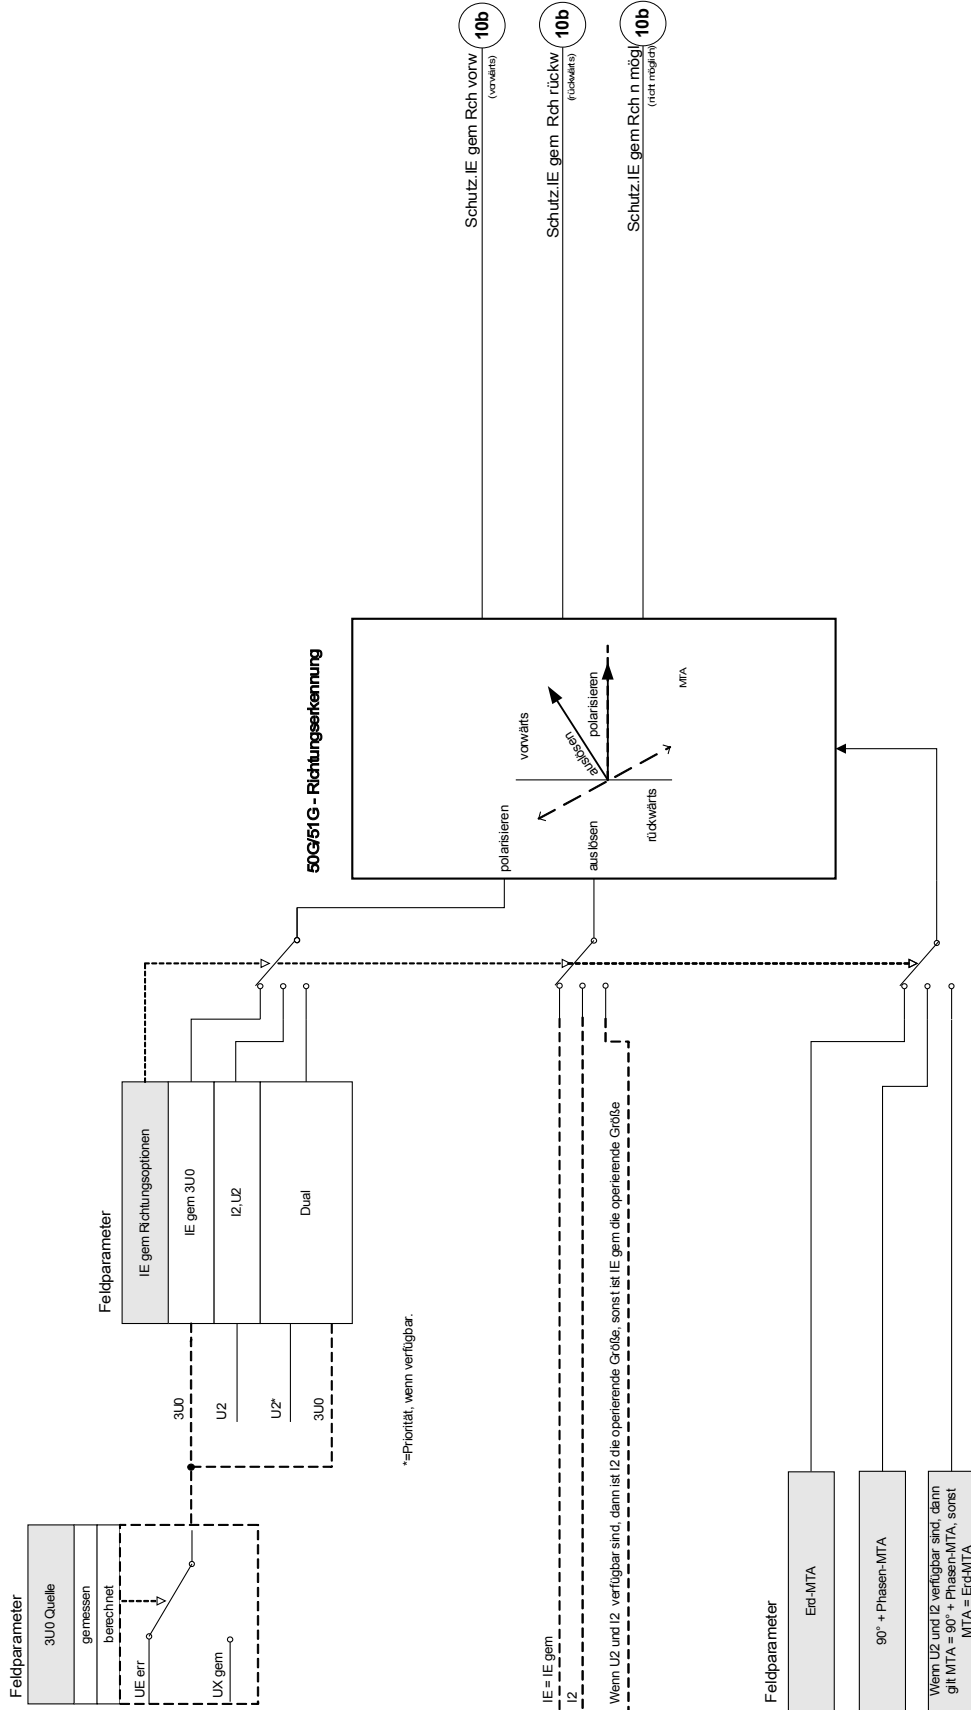 Feldparameter
3U0 Quelle
gemessen
berechnet
UE err
UX gem
Feldparameter
IE gem Richtungsoptionen
IE gem 3U0
I2,U2
Dual
3U0
U2
U2*
3U0
*=Priorität, wenn verfügbar.
50G/51G - Richtungserkennung
polarisieren
auslösen
vorwärts
auslösen
polarisieren
rückwärts
MTA
Schutz.IE gem Rch vorw
(vorwärts)
10b
Schutz.IE gem Rch rückw
(rückwärts)
10b
Schutz.IE gem Rch n mögl
(nicht möglich)
10b
IE = IE gem
I2
Wenn U2 und I2 verfügbar sind, dann ist I2 die operierende Größe, sonst ist IE gem die operierende Größe
Feldparameter
Erd-MTA
90° + Phasen-MTA
Wenn U2 und I2 verfügbar sind, dann
gilt MTA = 90° + Phasen-MTA, sonst
MTA = Erd-MTA